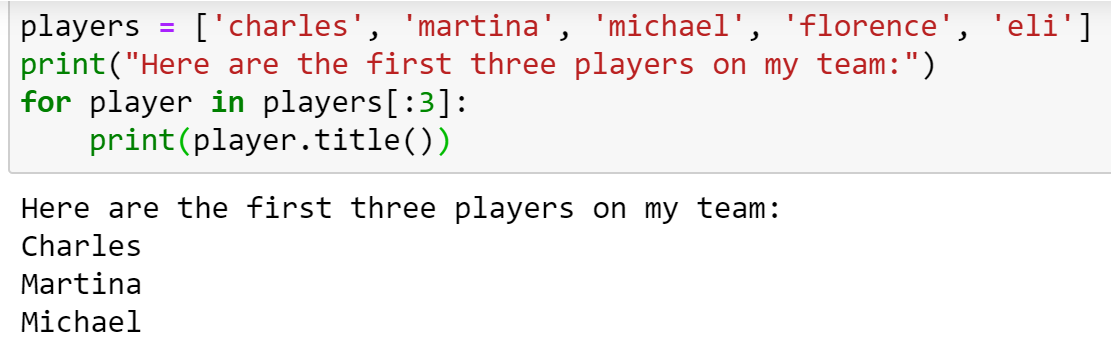 players = ['charles', 'martina', 'michael', 'florence', 'eli']
print("Here are the first three players on my team:")
for player in players[:3]:
    print(player.title())
Here are the first three players on my team:
Charles
Martina
Michael